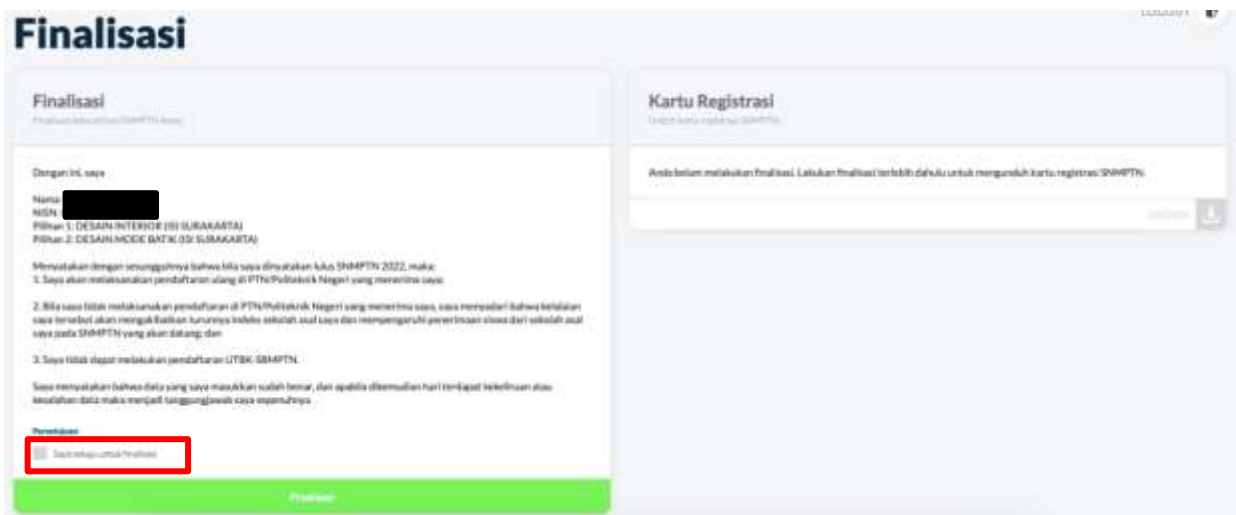 LOGOUT
Finalisasi
Finalisasi
Kartu Registrasi
Unduh kartu registrasi SNMPTN
Dengan ini, saya
Anda belum melakukan finalisasi. Lakukan finalisasi terlebih dahulu untuk mengunduh kartu registrasi SNMPTN.
Nama
NISN :
Pilihan 1: DESAIN INTERIOR (ISI SURAKARTA)
Pilihan 2: DESAIN MODE BATIK (ISI SURAKARTA)
Menyatakan dengan sesungguhnya bahwa bila saya dinyatakan lulus SNMPTN 2022, maka:
1. Saya akan melaksanakan pendaftaran ulang di PTN/Politeknik Negeri yang menerima saya;
2. Bila saya tidak melaksanakan pendaftaran di PTN/Politeknik Negeri yang menerima saya, saya menyadari bahwa kelalaian
saya tersebut akan mengakibatkan turunnya indeks sekolah asal saya dan mempengaruhi penerimaan siswa dari sekolah asal
saya pada SNMPTN yang akan datang; dan
3. Saya tidak dapat melakukan pendaftaran UTBK-SBMPTN.
Saya menyatakan bahwa data yang saya masukkan sudah benar, dan apabila dikemudian hari terdapat kekeliruan atau
kesalahan data maka menjadi tanggungjawab saya sepenuhnya
Persetujuan
Saya setuju untuk finalisasi
Finalisasi